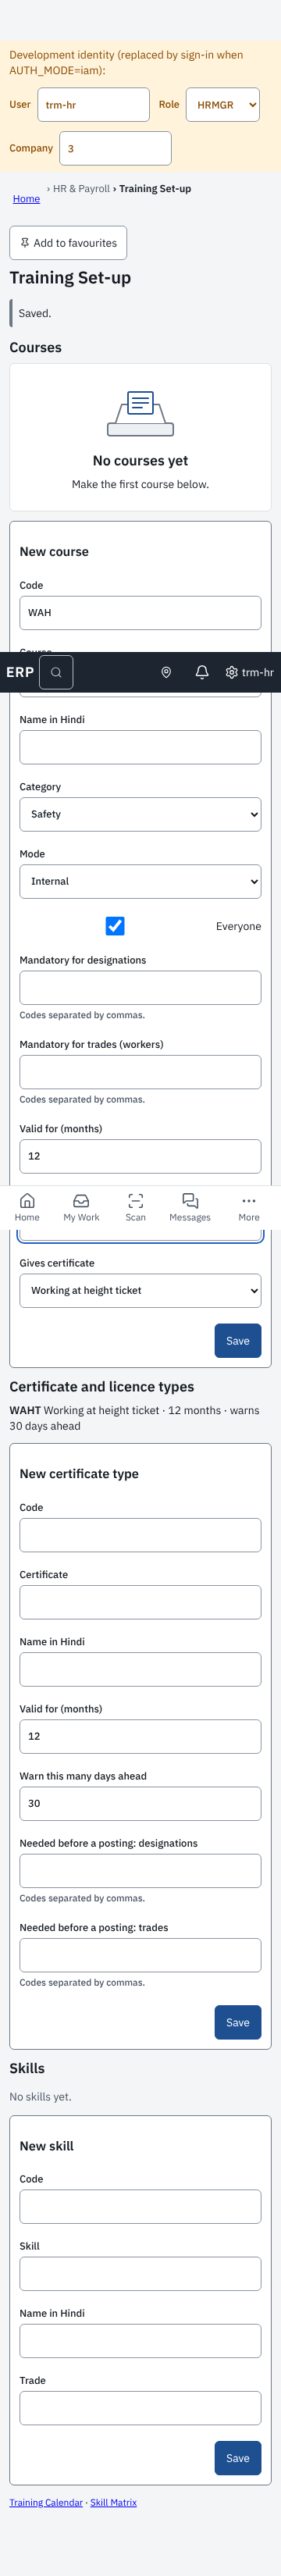 Development identity (replaced by sign-in when
AUTH_MODE=iam):
User trm-hr Role HRMGR
Company 3
Home › HR & Payroll › Training Set-up
Add to favourites
Training Set-up
Saved.
Courses
No courses yet
Make the first course below.
New course
Code
WAH
ERP trm-hr
Name in Hindi
Category
Safety
Mode
Internal
Everyone
Mandatory for designations
Codes separated by commas.
Mandatory for trades (workers)
Codes separated by commas.
Valid for (months)
12
Home My Work Scan Messages More
Gives certificate
Working at height ticket
Save
Certificate and licence types
WAHT Working at height ticket · 12 months · warns
30 days ahead
New certificate type
Code
Certificate
Name in Hindi
Valid for (months)
12
Warn this many days ahead
30
Needed before a posting: designations
Codes separated by commas.
Needed before a posting: trades
Codes separated by commas.
Save
Skills
No skills yet.
New skill
Code
Skill
Name in Hindi
Trade
Save
Training Calendar · Skill Matrix